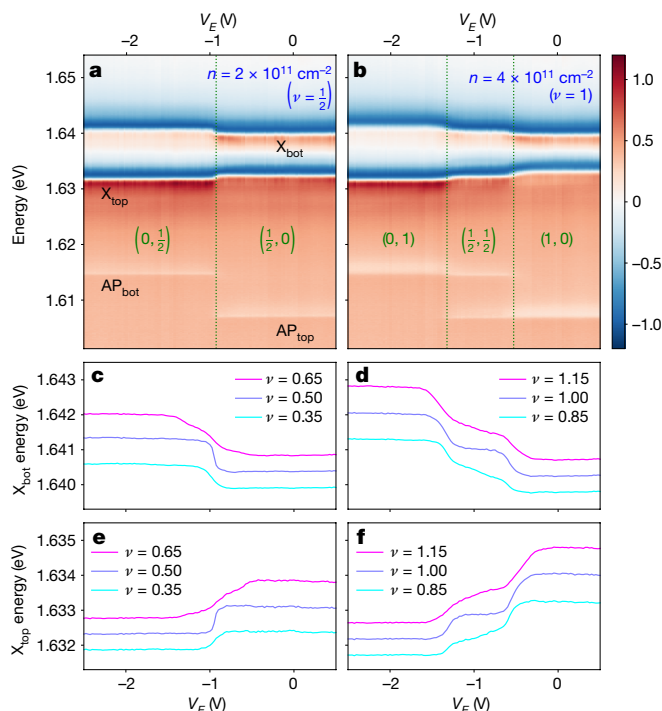 V_E (V)
−2 −1 0
V_E (V)
−2 −1 0
a
n = 2 × 10¹¹ cm⁻²
(ν = ½)
X_bot
X_top
(0, ½) (½, 0)
AP_bot
AP_top
1.65
1.64
1.63
1.62
1.61
Energy (eV)
b
n = 4 × 10¹¹ cm⁻²
(ν = 1)
(0, 1) (½, ½) (1, 0)
1.0
0.5
0
−0.5
−1.0
c
ν = 0.65
ν = 0.50
ν = 0.35
1.643
1.642
1.641
1.640
X_bot energy (eV)
d
ν = 1.15
ν = 1.00
ν = 0.85
e
ν = 0.65
ν = 0.50
ν = 0.35
1.635
1.634
1.633
1.632
X_top energy (eV)
−2 −1 0
V_E (V)
f
ν = 1.15
ν = 1.00
ν = 0.85
−2 −1 0
V_E (V)